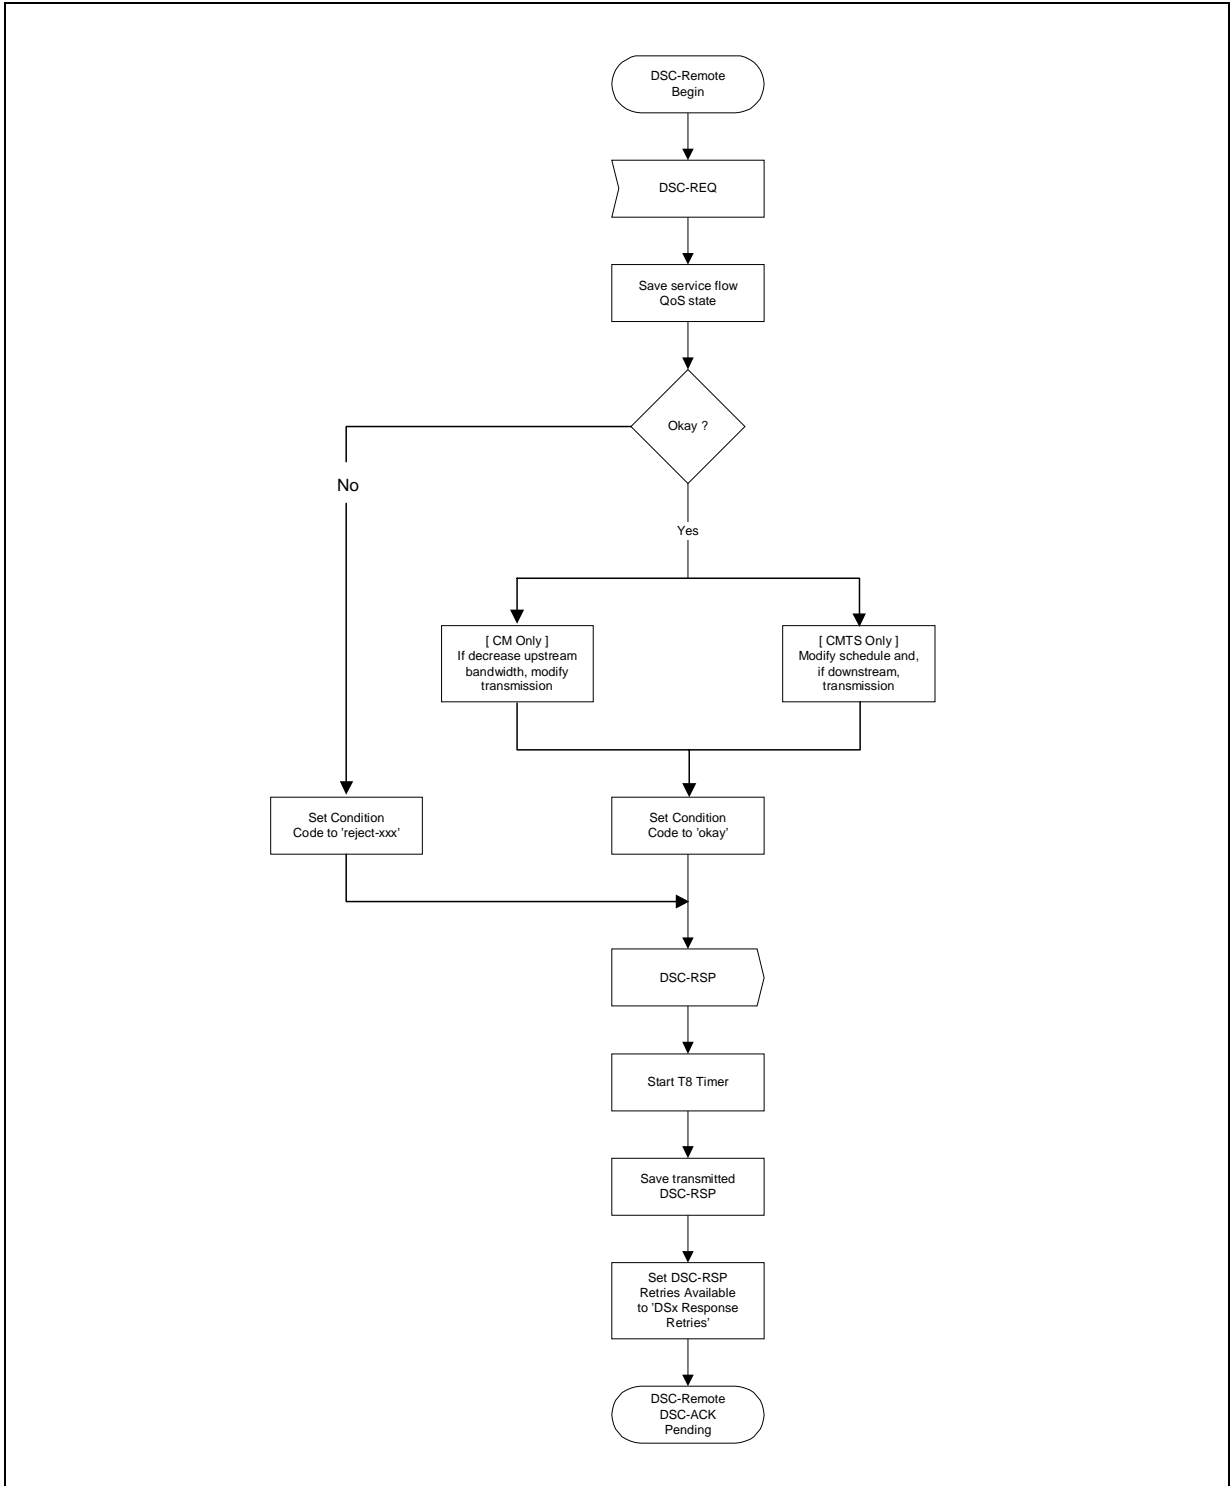 DSC-Remote
Begin
DSC-REQ
Save service flow
QoS state
Okay ?
No
Yes
[ CM Only ]
If decrease upstream
bandwidth, modify
transmission
[ CMTS Only ]
Modify schedule and,
if downstream,
transmission
Set Condition
Code to 'reject-xxx'
Set Condition
Code to 'okay'
DSC-RSP
Start T8 Timer
Save transmitted
DSC-RSP
Set DSC-RSP
Retries Available
to 'DSx Response
Retries'
DSC-Remote
DSC-ACK
Pending